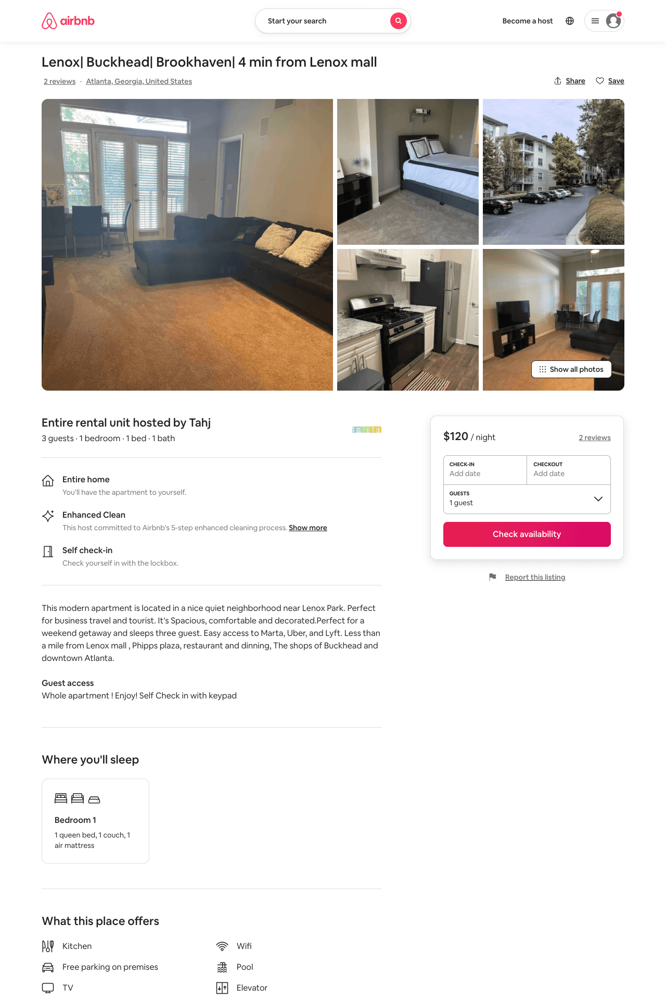 airbnb
Start your search
Become a host
Lenox| Buckhead| Brookhaven| 4 min from Lenox mall
2 reviews · Atlanta, Georgia, United States
Share
Save
Show all photos
Entire rental unit hosted by Tahj
3 guests · 1 bedroom · 1 bed · 1 bath
$120 / night
2 reviews
CHECK-IN
Add date
CHECKOUT
Add date
GUESTS
1 guest
Check availability
Report this listing
Entire home
You’ll have the apartment to yourself.
Enhanced Clean
This host committed to Airbnb's 5-step enhanced cleaning process. Show more
Self check-in
Check yourself in with the lockbox.
This modern apartment is located in a nice quiet neighborhood near Lenox Park. Perfect
for business travel and tourist. It’s Spacious, comfortable and decorated.Perfect for a
weekend getaway and sleeps three guest. Easy access to Marta, Uber, and Lyft. Less than
a mile from Lenox mall , Phipps plaza, restaurant and dinning, The shops of Buckhead and
downtown Atlanta.
Guest access
Whole apartment ! Enjoy! Self Check in with keypad
Where you'll sleep
Bedroom 1
1 queen bed, 1 couch, 1
air mattress
What this place offers
Kitchen
Wifi
Free parking on premises
Pool
TV
Elevator